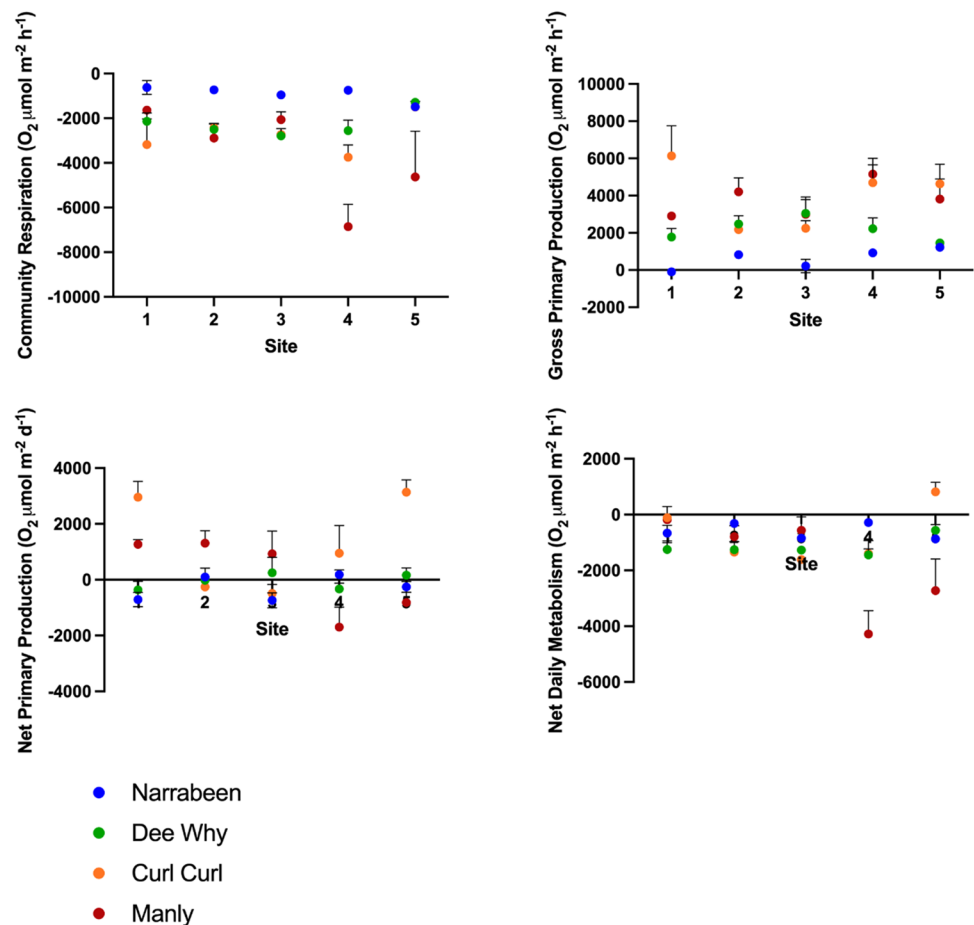 Community Respiration (O₂ μmol m⁻² h⁻¹)
0
-2000
-4000
-6000
-8000
-10000
1 2 3 4 5
Site
Gross Primary Production (O₂ μmol m⁻² h⁻¹)
10000
8000
6000
4000
2000
0
-2000
1 2 3 4 5
Site
Net Primary Production (O₂ μmol m⁻² d⁻¹)
4000
2000
0
-2000
-4000
1 2 3 4 5
Site
Net Daily Metabolism (O₂ μmol m⁻² h⁻¹)
2000
0
-2000
-4000
-6000
4
Site
Narrabeen
Dee Why
Curl Curl
Manly